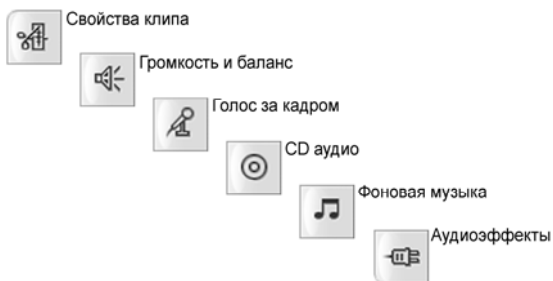 Свойства клипа
Громкость и баланс
Голос за кадром
CD аудио
Фоновая музыка
Аудиоэффекты